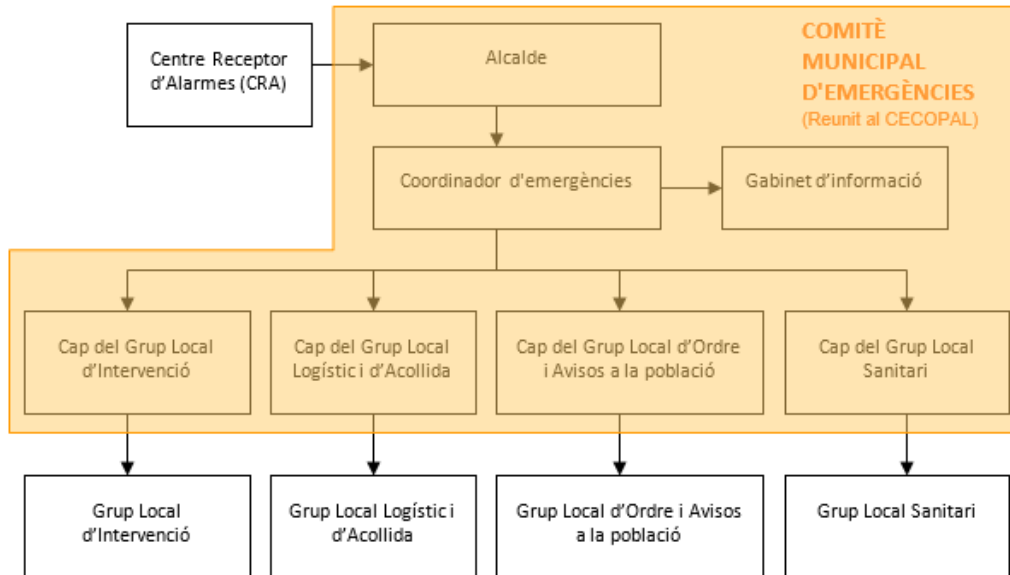 Centre Receptor
d'Alarmes (CRA)
Alcalde
COMITÈ
MUNICIPAL
D'EMERGÈNCIES
(Reunit al CECOPAL)
Coordinador d'emergències
Gabinet d'informació
Cap del Grup Local
d'Intervenció
Cap del Grup Local
Logístic i d'Acollida
Cap del Grup Local d'Ordre
i Avisos a la població
Cap del Grup Local
Sanitari
Grup Local
d'Intervenció
Grup Local Logístic i
d'Acollida
Grup Local d'Ordre i Avisos
a la població
Grup Local Sanitari